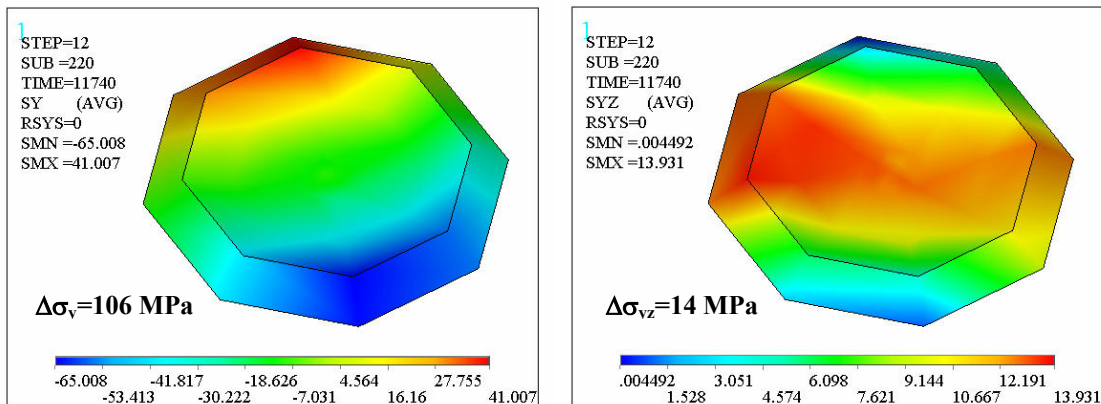 1
STEP=12
SUB =220
TIME=11740
SY (AVG)
RSYS=0
SMN =-65.008
SMX =41.007
Δσy=106 MPa
-65.008 -41.817 -18.626 4.564 27.755
-53.413 -30.222 -7.031 16.16 41.007
1
STEP=12
SUB =220
TIME=11740
SYZ (AVG)
RSYS=0
SMN =.004492
SMX =13.931
Δσyz=14 MPa
.004492 3.051 6.098 9.144 12.191
1.528 4.574 7.621 10.667 13.931